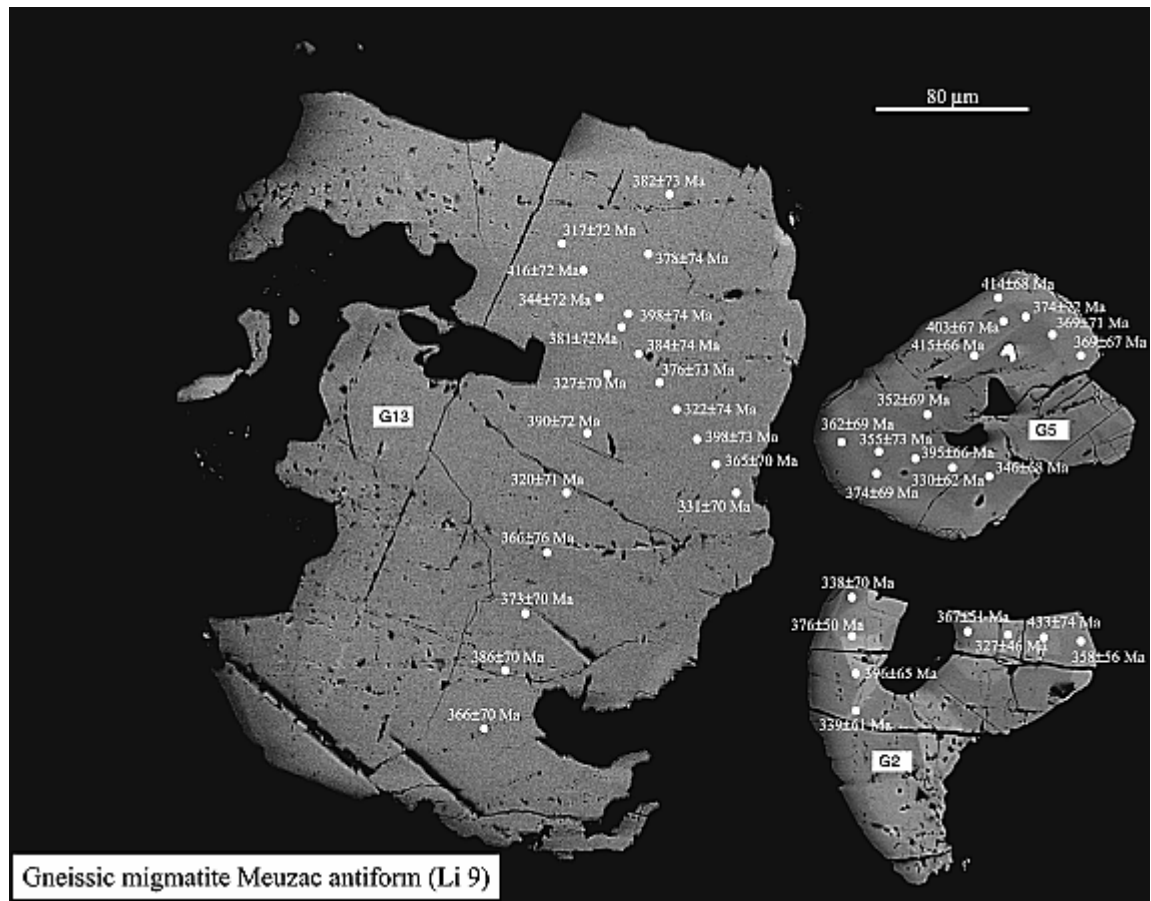 80 µm
382±73 Ma
317±72 Ma
378±74 Ma
416±72 Ma
344±72 Ma
398±74 Ma
381±72Ma
384±74 Ma
376±73 Ma
327±70 Ma
322±74 Ma
G13
390±72 Ma
398±73 Ma
365±70 Ma
320±71 Ma
331±70 Ma
366±76 Ma
373±70 Ma
386±70 Ma
366±70 Ma
414±68 Ma
403±67 Ma
369±71 Ma
415±66 Ma
369±67 Ma
352±69 Ma
362±69 Ma
G5
355±73 Ma
395±66 Ma
346±68 Ma
374±69 Ma
330±62 Ma
338±70 Ma
376±50 Ma
367±51 Ma
433±74 Ma
327±46 Ma
358±56 Ma
396±65 Ma
339±61 Ma
G2
Gneissic migmatite Meuzac antiform (Li 9)